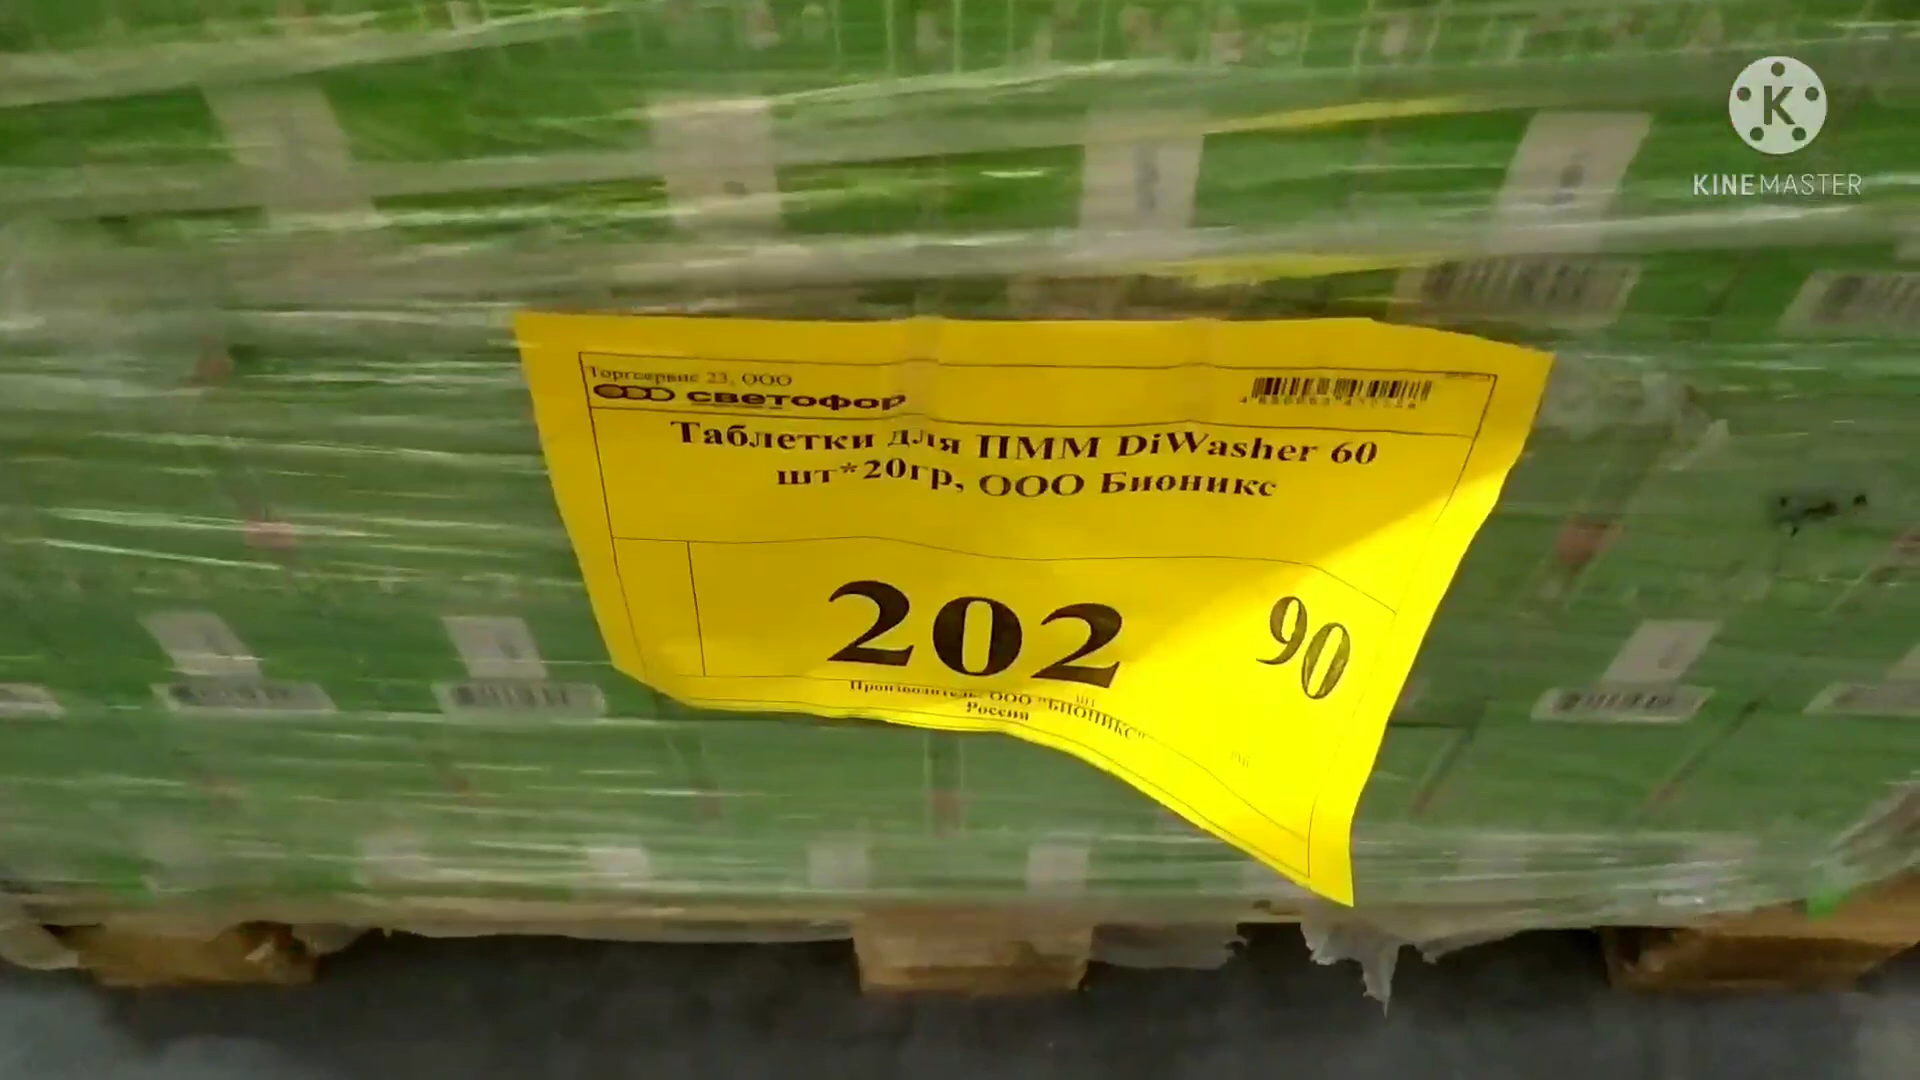 K
KINEMASTER
Торгсервис 23, ООО
светофор
Таблетки для ПММ DiWasher 60
шт*20гр, ООО Бионикс
202 90
шт
Производитель: ООО "БИОНИКС"
Россия